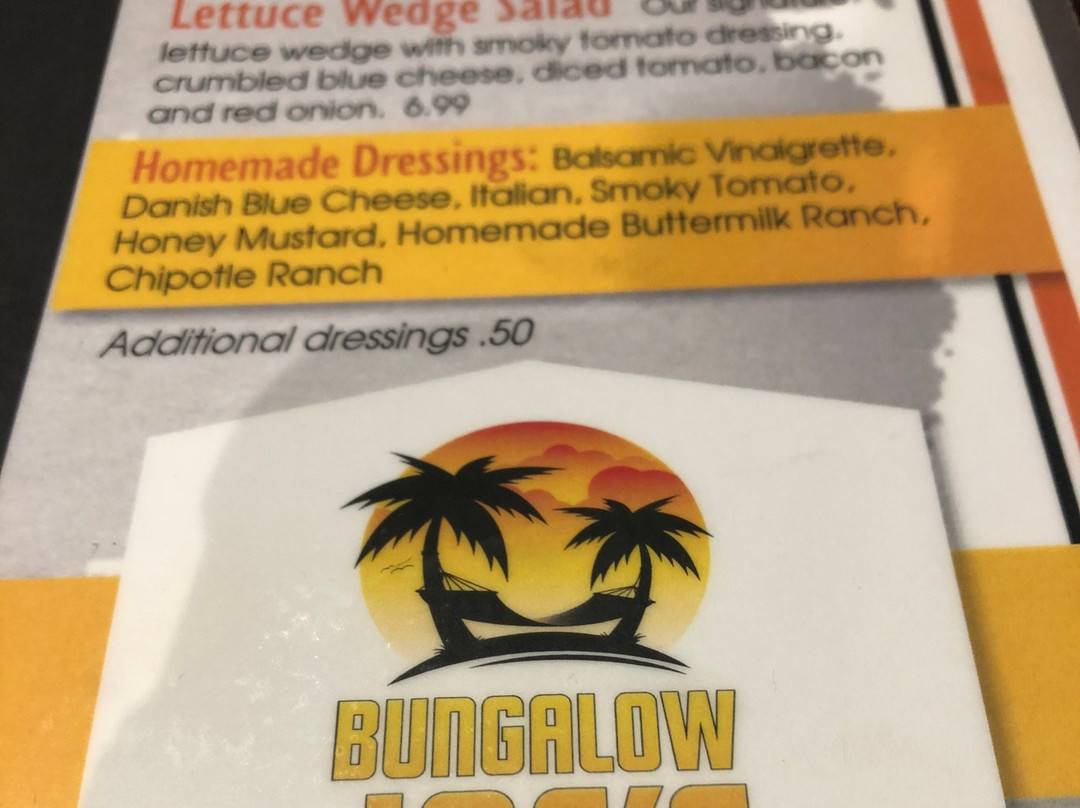 Lettuce Wedge Salad Our signature
lettuce wedge with smoky tomato dressing,
crumbled blue cheese, diced tomato, bacon
and red onion. 6.99
Homemade Dressings: Balsamic Vinaigrette,
Danish Blue Cheese, Italian, Smoky Tomato,
Honey Mustard, Homemade Buttermilk Ranch,
Chipotle Ranch
Additional dressings .50
BUNGALOW